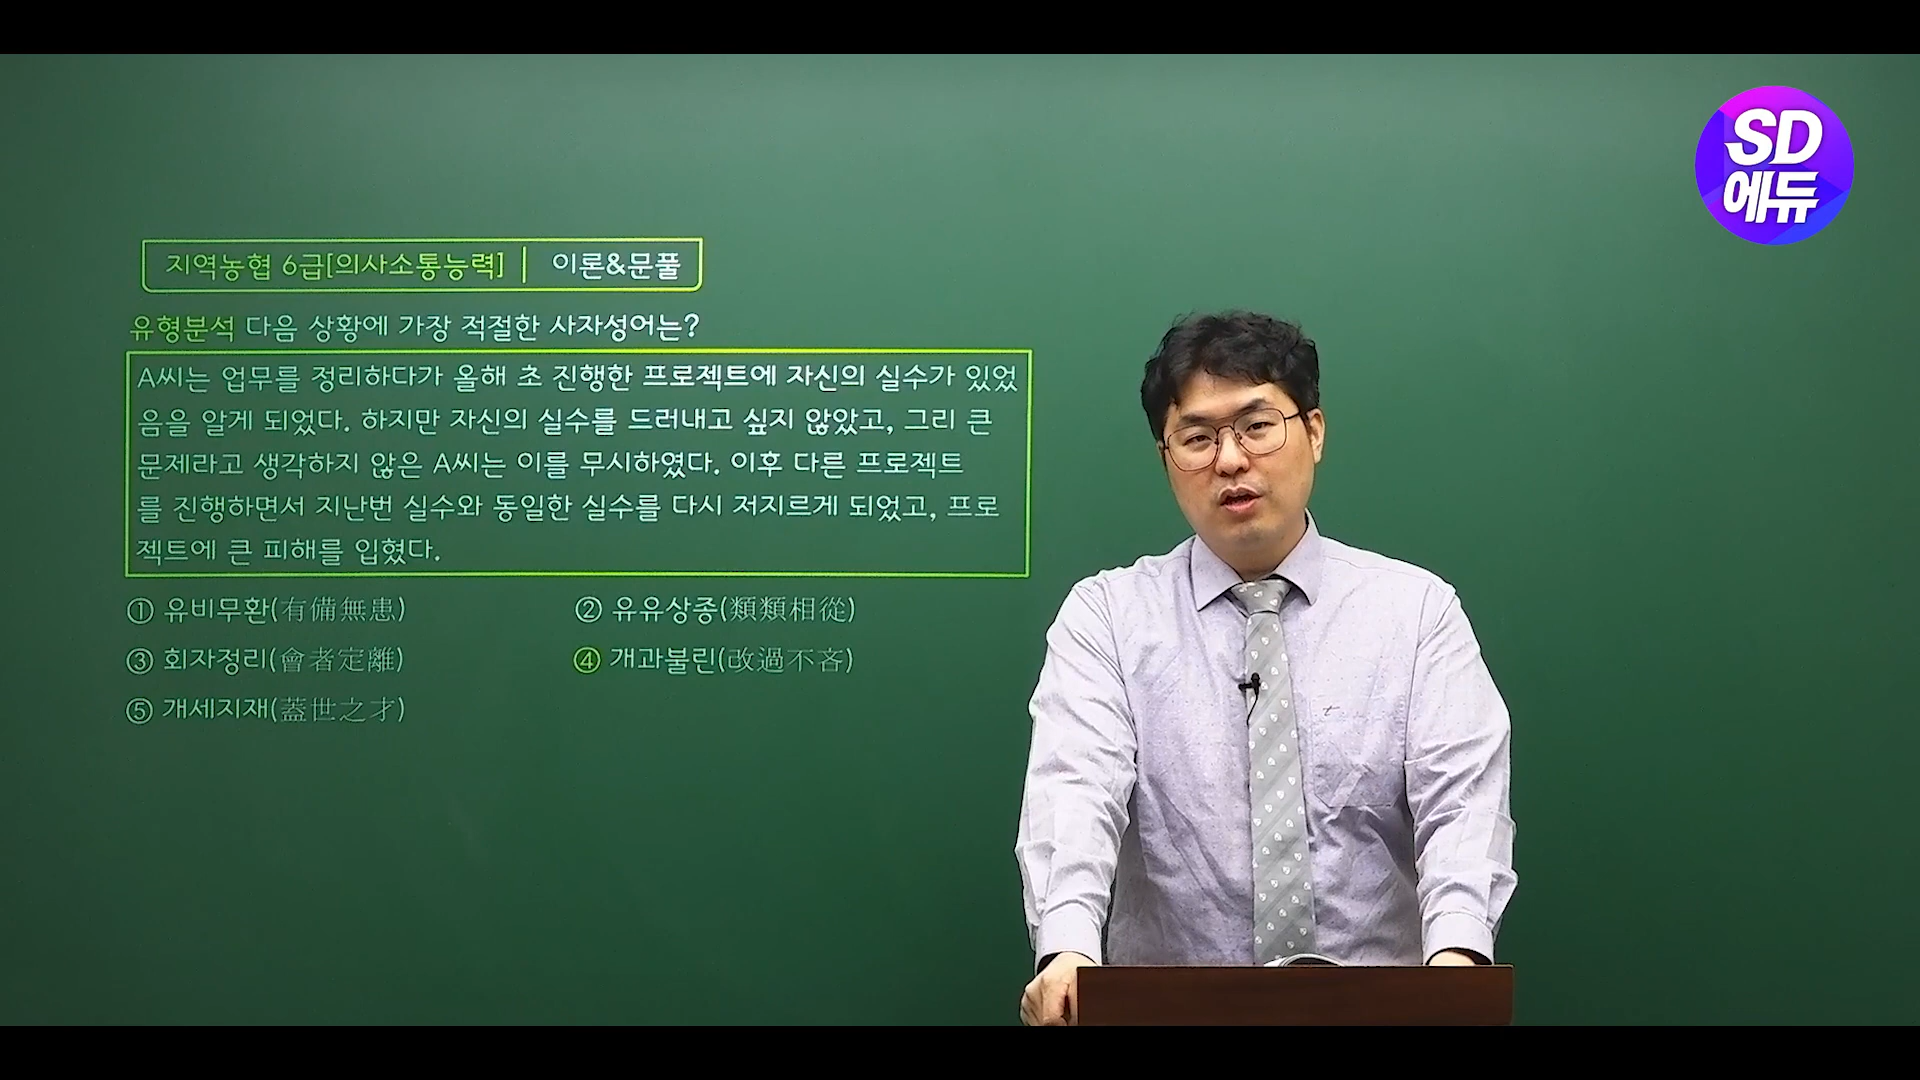 SD
에듀
지역농협 6급[의사소통능력] | 이론&문풀
유형분석 다음 상황에 가장 적절한 사자성어는?
A씨는 업무를 정리하다가 올해 초 진행한 프로젝트에 자신의 실수가 있었
음을 알게 되었다. 하지만 자신의 실수를 드러내고 싶지 않았고, 그리 큰
문제라고 생각하지 않은 A씨는 이를 무시하였다. 이후 다른 프로젝트
를 진행하면서 지난번 실수와 동일한 실수를 다시 저지르게 되었고, 프로
젝트에 큰 피해를 입혔다.
① 유비무환(有備無患) ② 유유상종(類類相從)
③ 회자정리(會者定離) ④ 개과불린(改過不吝)
⑤ 개세지재(蓋世之才)